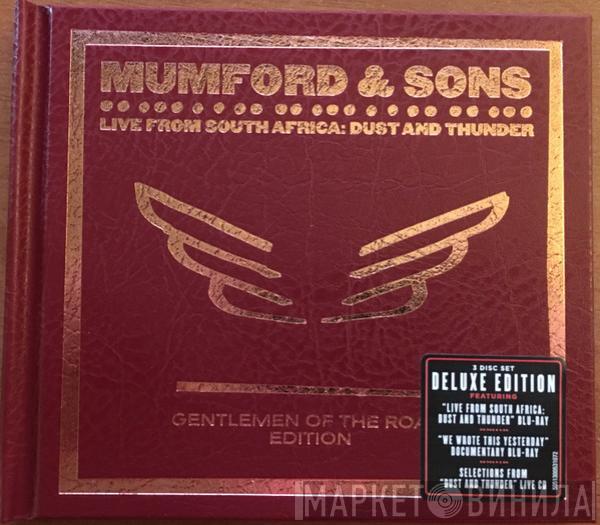 MUMFORD & SONS
LIVE FROM SOUTH AFRICA: DUST AND THUNDER
GENTLEMEN OF THE ROA
EDITION
3 DISC SET
DELUXE EDITION
FEATURING
"LIVE FROM SOUTH AFRICA:
DUST AND THUNDER" BLU-RAY
"WE WROTE THIS YESTERDAY"
DOCUMENTARY BLU-RAY
SELECTIONS FROM
"DUST AND THUNDER" LIVE CD
МАРКЕТ ВИНИЛА